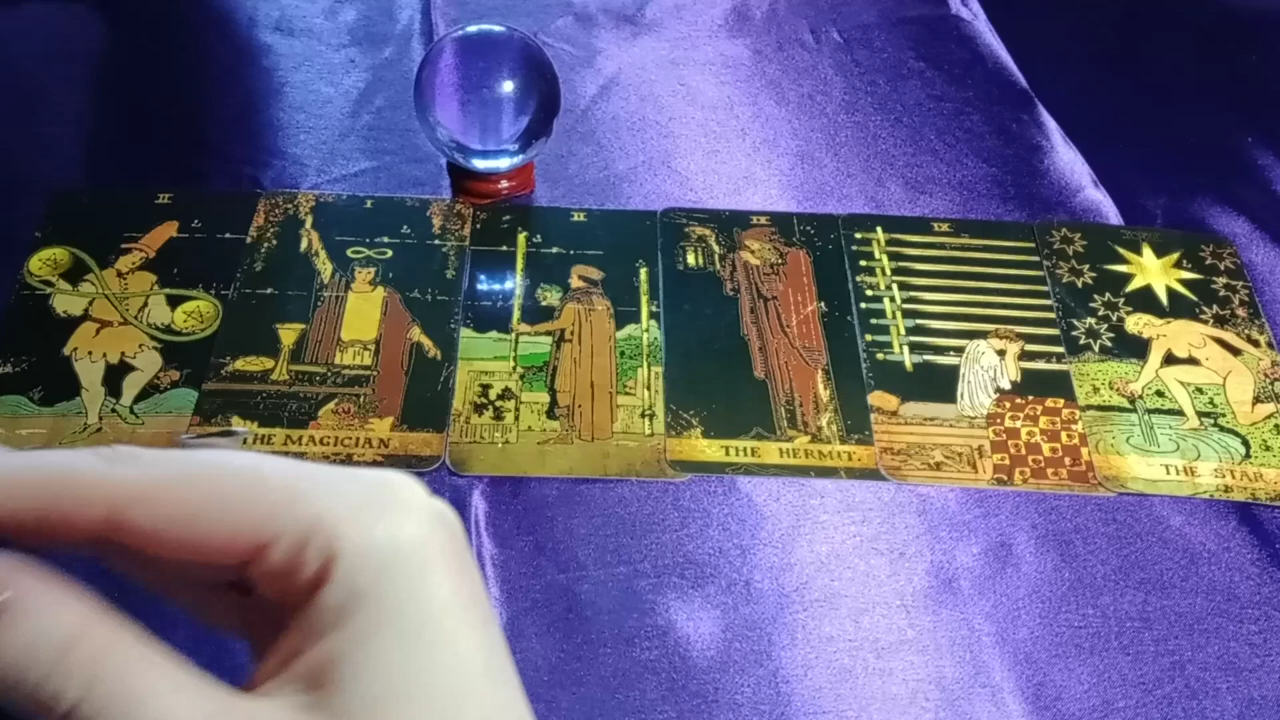 II
I
II
IX
IX
THE MAGICIAN.
THE HERMIT.
THE STAR.